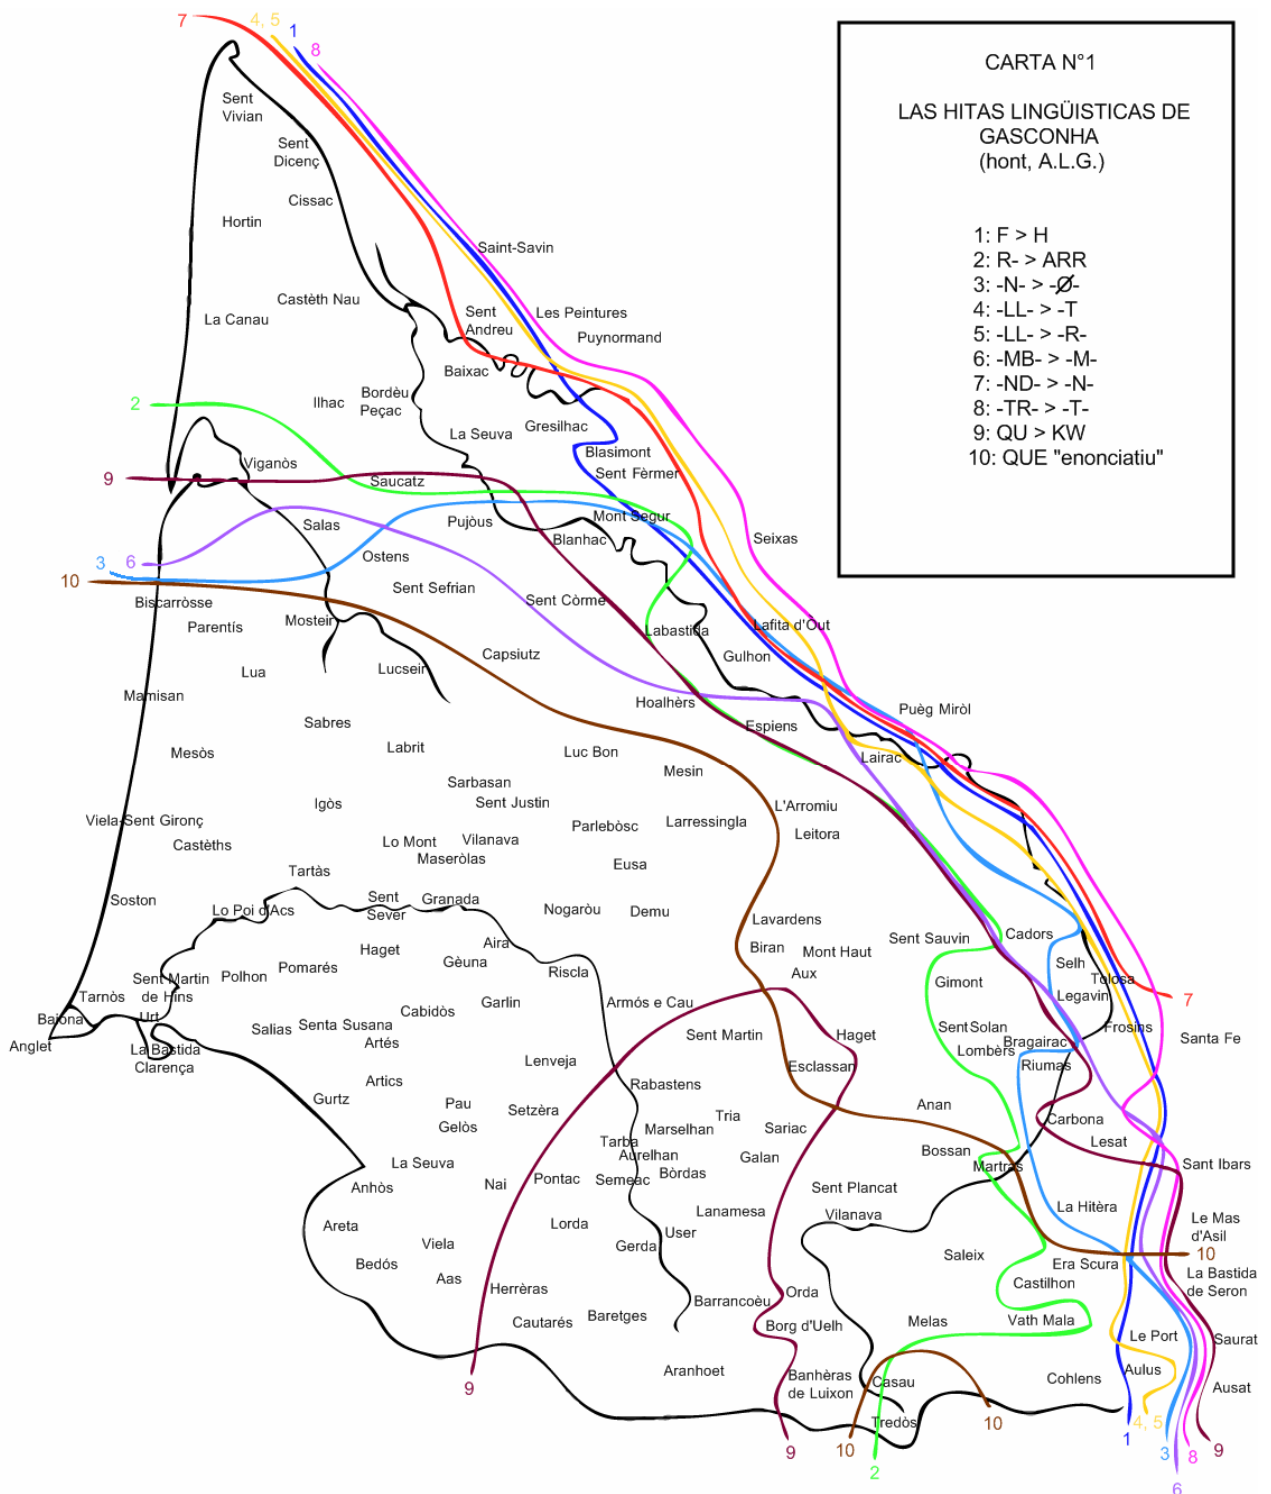 7
4, 5
1
8
CARTA N°1
LAS HITAS LINGÜISTICAS DE
GASCONHA
(hont, A.L.G.)
1: F > H
2: R- > ARR
3: -N- > -Ø-
4: -LL- > -T
5: -LL- > -R-
6: -MB- > -M-
7: -ND- > -N-
8: -TR- > -T-
9: QU > KW
10: QUE "enonciatiu"
Sent
Vivian
Sent
Dicenç
Cissac
Hortin
Saint-Savin
Castèth Nau
La Canau
Sent
Andreu
Les Peintures
Puynormand
Baixac
Bordèu
Peçac
Ilhac
2
La Seuva
Gresilhac
Blasimont
Sent Fèrmer
Viganòs
9
Saucatz
Salas
Pujòus
Mont Segur
Blanhac
Seixas
Ostens
3
6
10
Sent Sefrian
Sent Còrme
Biscarròsse
Parentís
Mosteir
Labastida
Lafita d'Out
Gulhon
Capsiutz
Lua
Lucseir
Mamisan
Hoalhèrs
Puèg Miròl
Sabres
Espiens
Labrit
Luc Bon
Mesòs
Lairac
Mesin
Sarbasan
Sent Justin
Igòs
L'Arromiu
Viela-Sent Gironç
Parlebòsc
Larressingla
Leitora
Castèths
Lo Mont
Vilanava
Maseròlas
Eusa
Tartàs
Soston
Lo Poi d'Acs
Sent
Sever
Granada
Nogaròu
Demu
Lavardens
Sent Sauvin
Cadors
Haget
Aira
Biran
Mont Haut
Gèuna
Riscla
Aux
Selh
Tolosa
Polhon
Pomarés
Sent Martin
de Hins
Gimont
Legavin
7
Tarnòs
Garlin
Armós e Cau
Cabidòs
Baiona
Urt
Salias
Senta Susana
Artés
Sent Martin
Haget
Sent Solan
Frosins
Santa Fe
Anglet
La Bastida
Clarença
Bragairac
Lombèrs
Riumas
Lenveja
Esclassan
Artics
Rabastens
Gurtz
Pau
Gelòs
Setzèra
Anan
Tria
Carbona
Marselhan
Sariac
Tarba
Aurelhan
Lesat
Bossan
La Seuva
Galan
Martras
Sant Ibars
Bòrdas
Anhòs
Nai
Pontac
Semeac
Sent Plancat
Vilanava
Lanamesa
La Hitèra
Areta
Lorda
User
Le Mas
d'Asil
Viela
Gerda
Saleix
10
Bedós
Era Scura
Aas
Castilhon
La Bastida
de Seron
Herrèras
Orda
Barrancoèu
Baretges
Cautarés
Borg d'Uelh
Melas
Vath Mala
Le Port
Saurat
Aranhoet
Banhèras
de Luixon
Casau
Cohlens
Aulus
Ausat
9
Tredòs
10
4, 5
1
9
10
2
3
8
9
6